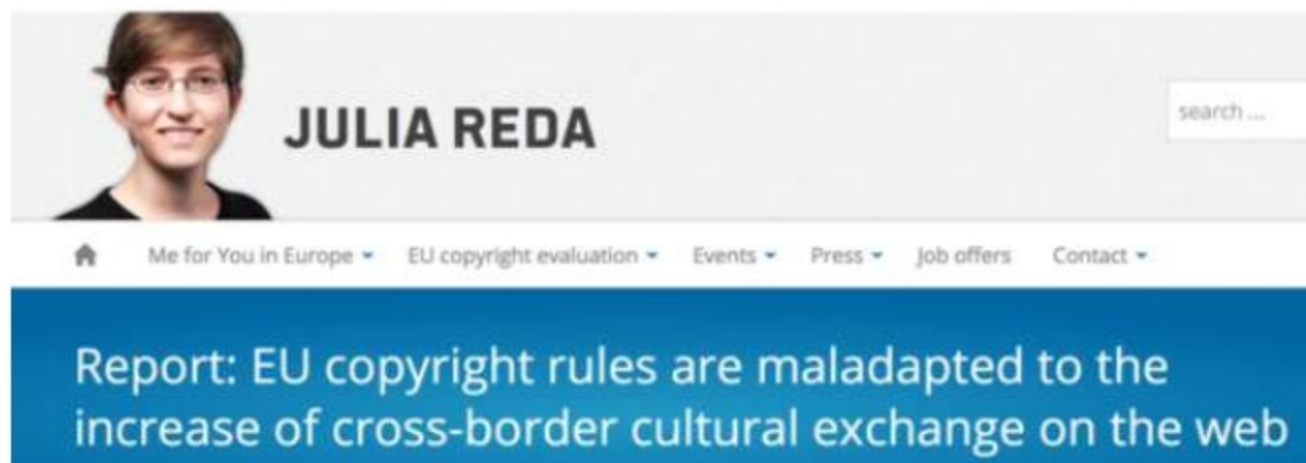 JULIA REDA
search ...
Me for You in Europe EU copyright evaluation Events Press Job offers Contact
Report: EU copyright rules are maladapted to the
increase of cross-border cultural exchange on the web